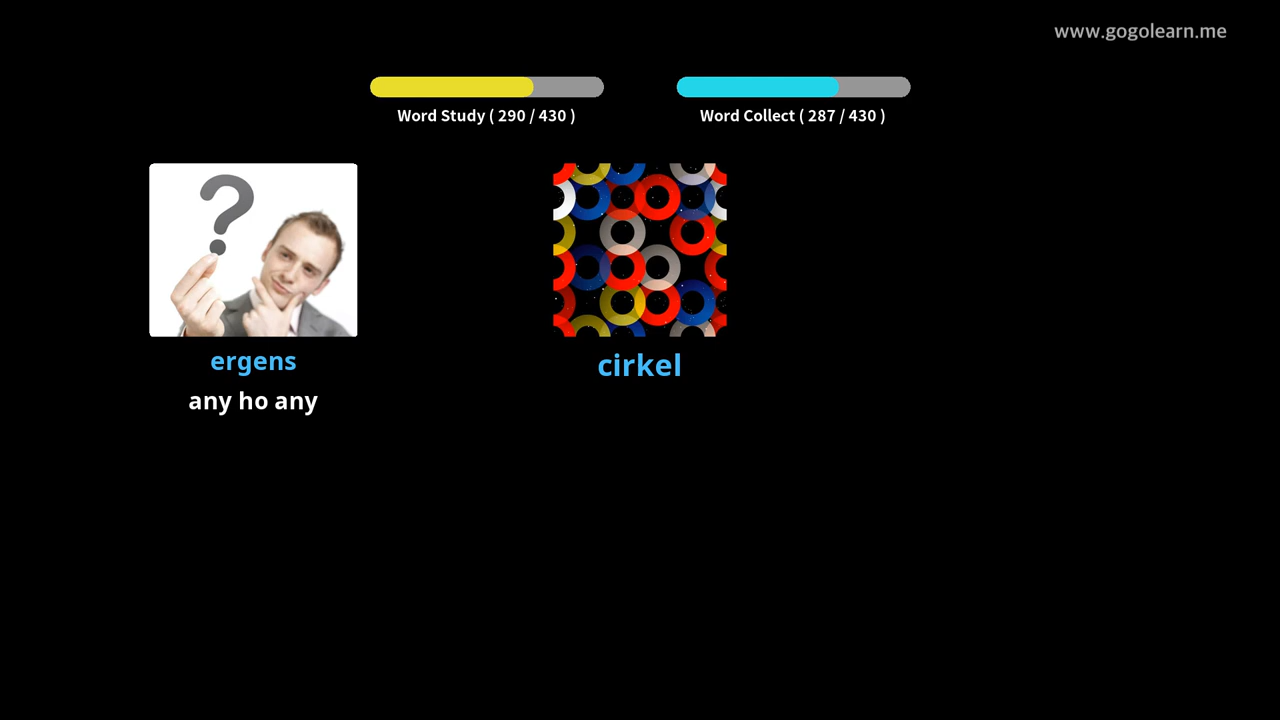 www.gogolearn.me
Word Study ( 290 / 430 )
Word Collect ( 287 / 430 )
?
ergens
any ho any
cirkel